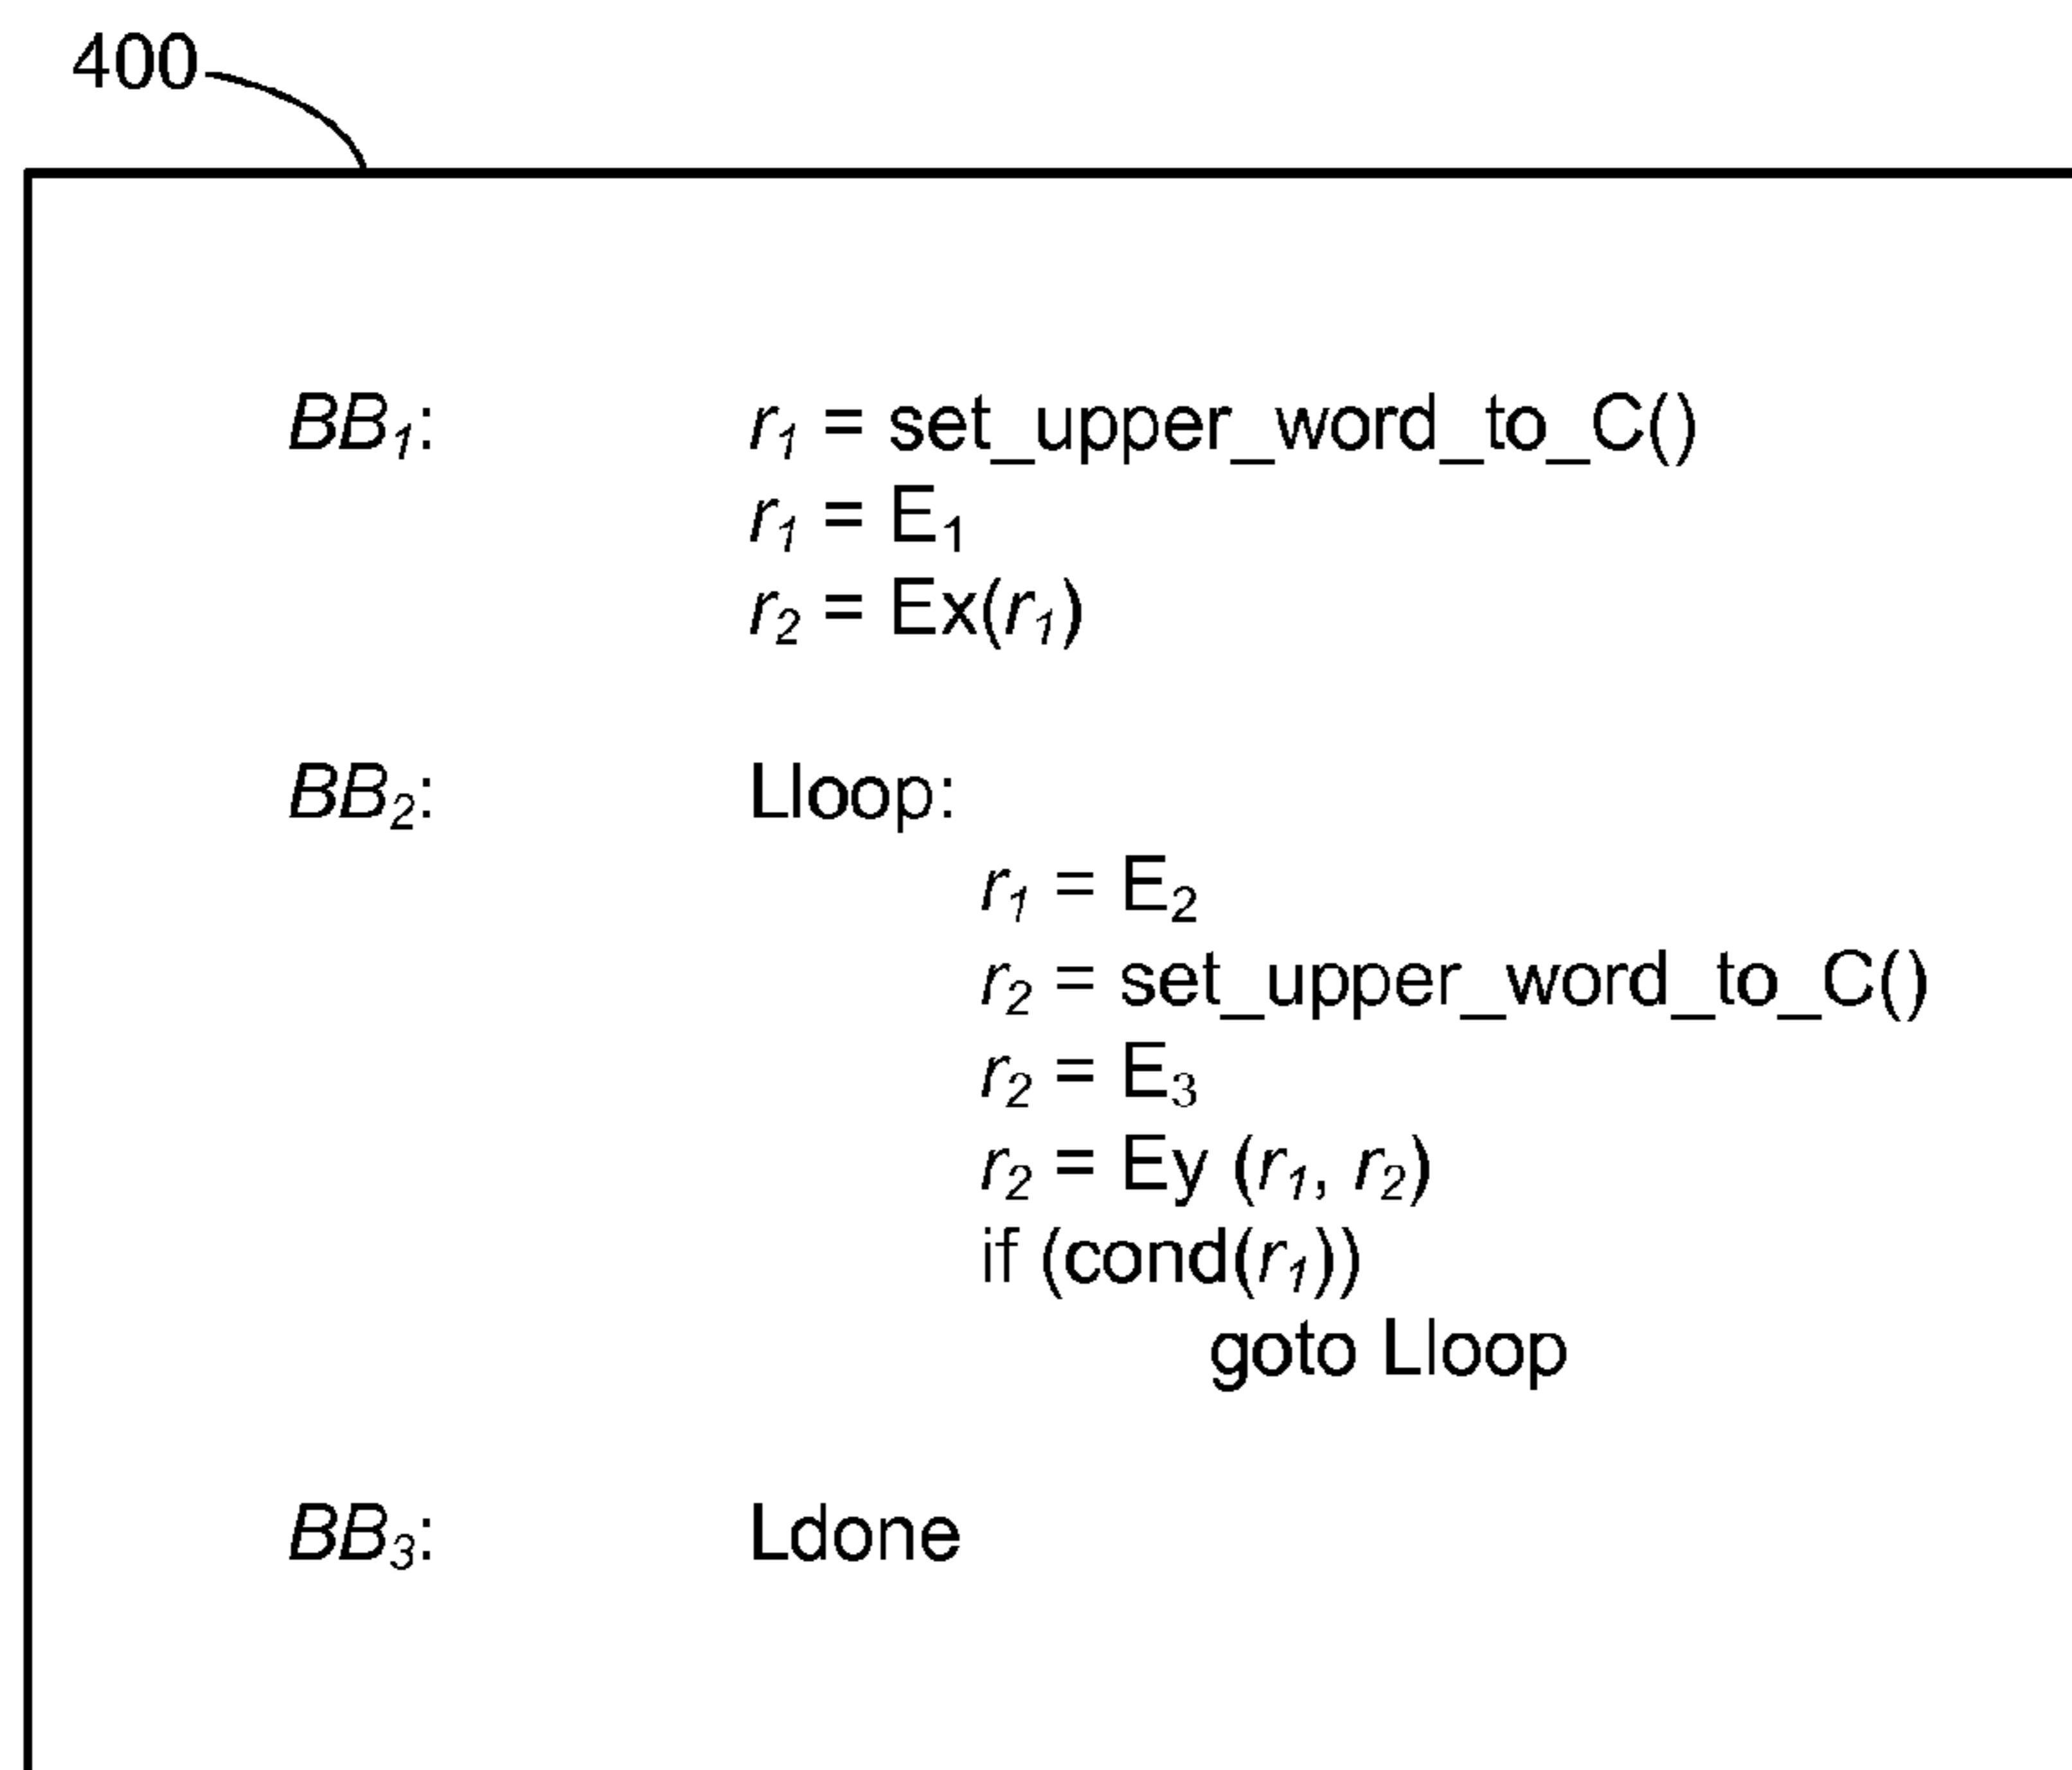 400
BB₁: r₁ = set_upper_word_to_C()
r₁ = E₁
r₂ = Ex(r₁)
BB₂: Lloop:
r₁ = E₂
r₂ = set_upper_word_to_C()
r₂ = E₃
r₂ = Ey (r₁, r₂)
if (cond(r₁))
goto Lloop
BB₃: Ldone